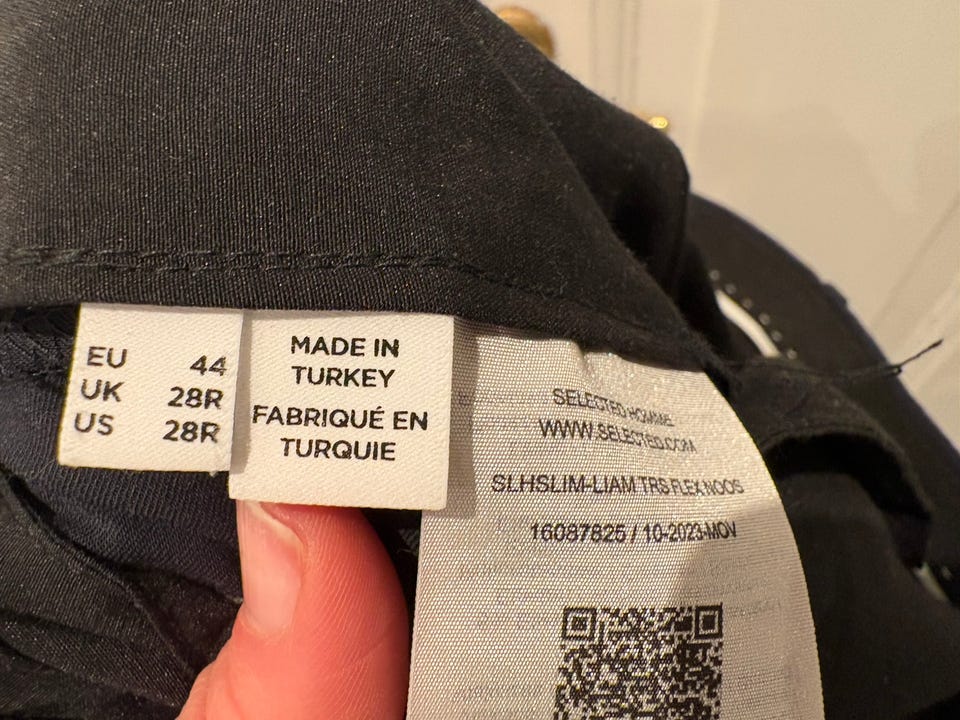 EU 44
UK 28R
US 28R
MADE IN
TURKEY
FABRIQUÉ EN
TURQUIE
SELECTED HOMME
WWW.SELECTED.COM
SLHSLIM-LIAM TRS FLEX NOOS
16087825 / 10-2023-MOV